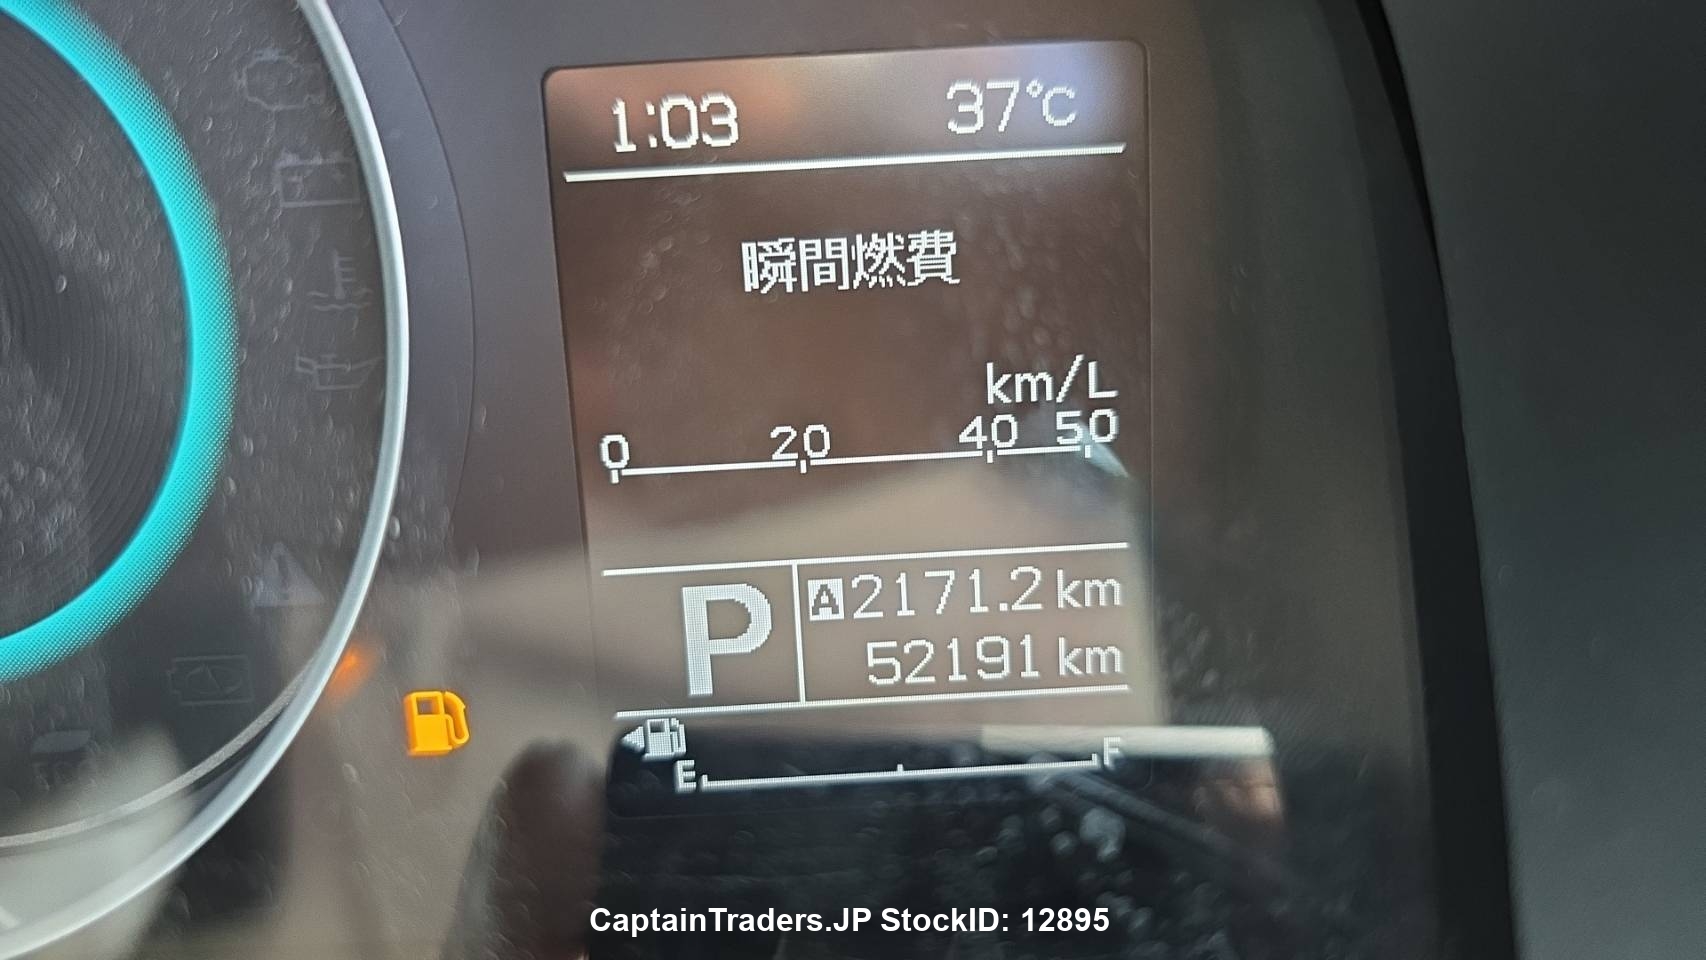 1:03 37°C
瞬間燃費
km/L
0 20 40 50
P A 2171.2 km
52191 km
E F
CaptainTraders.JP StockID: 12895